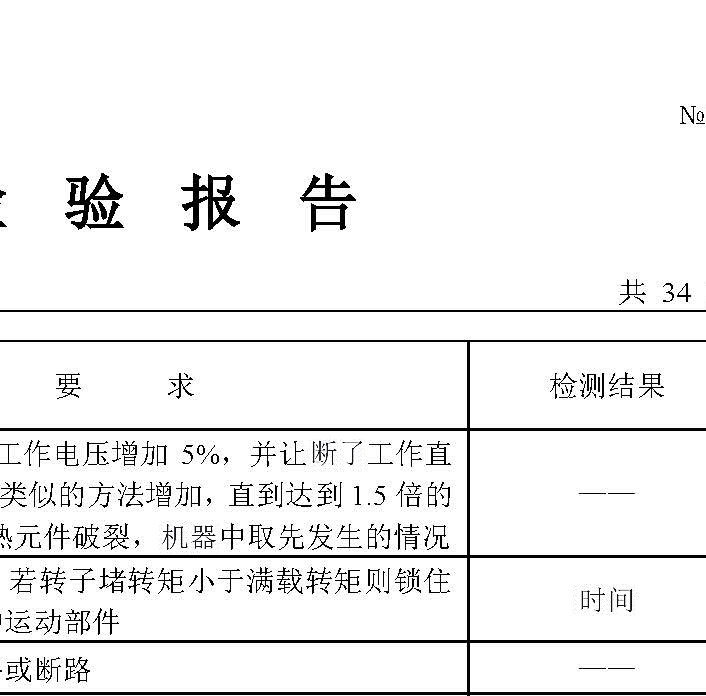 №
验 报 告
共 34
要 求
检测结果
工作电压增加 5%，并让断了工作直
类似的方法增加，直到达到 1.5 倍的
热元件破裂，机器中取先发生的情况
——
若转子堵转矩小于满载转矩则锁住
运动部件
时间
或断路
——